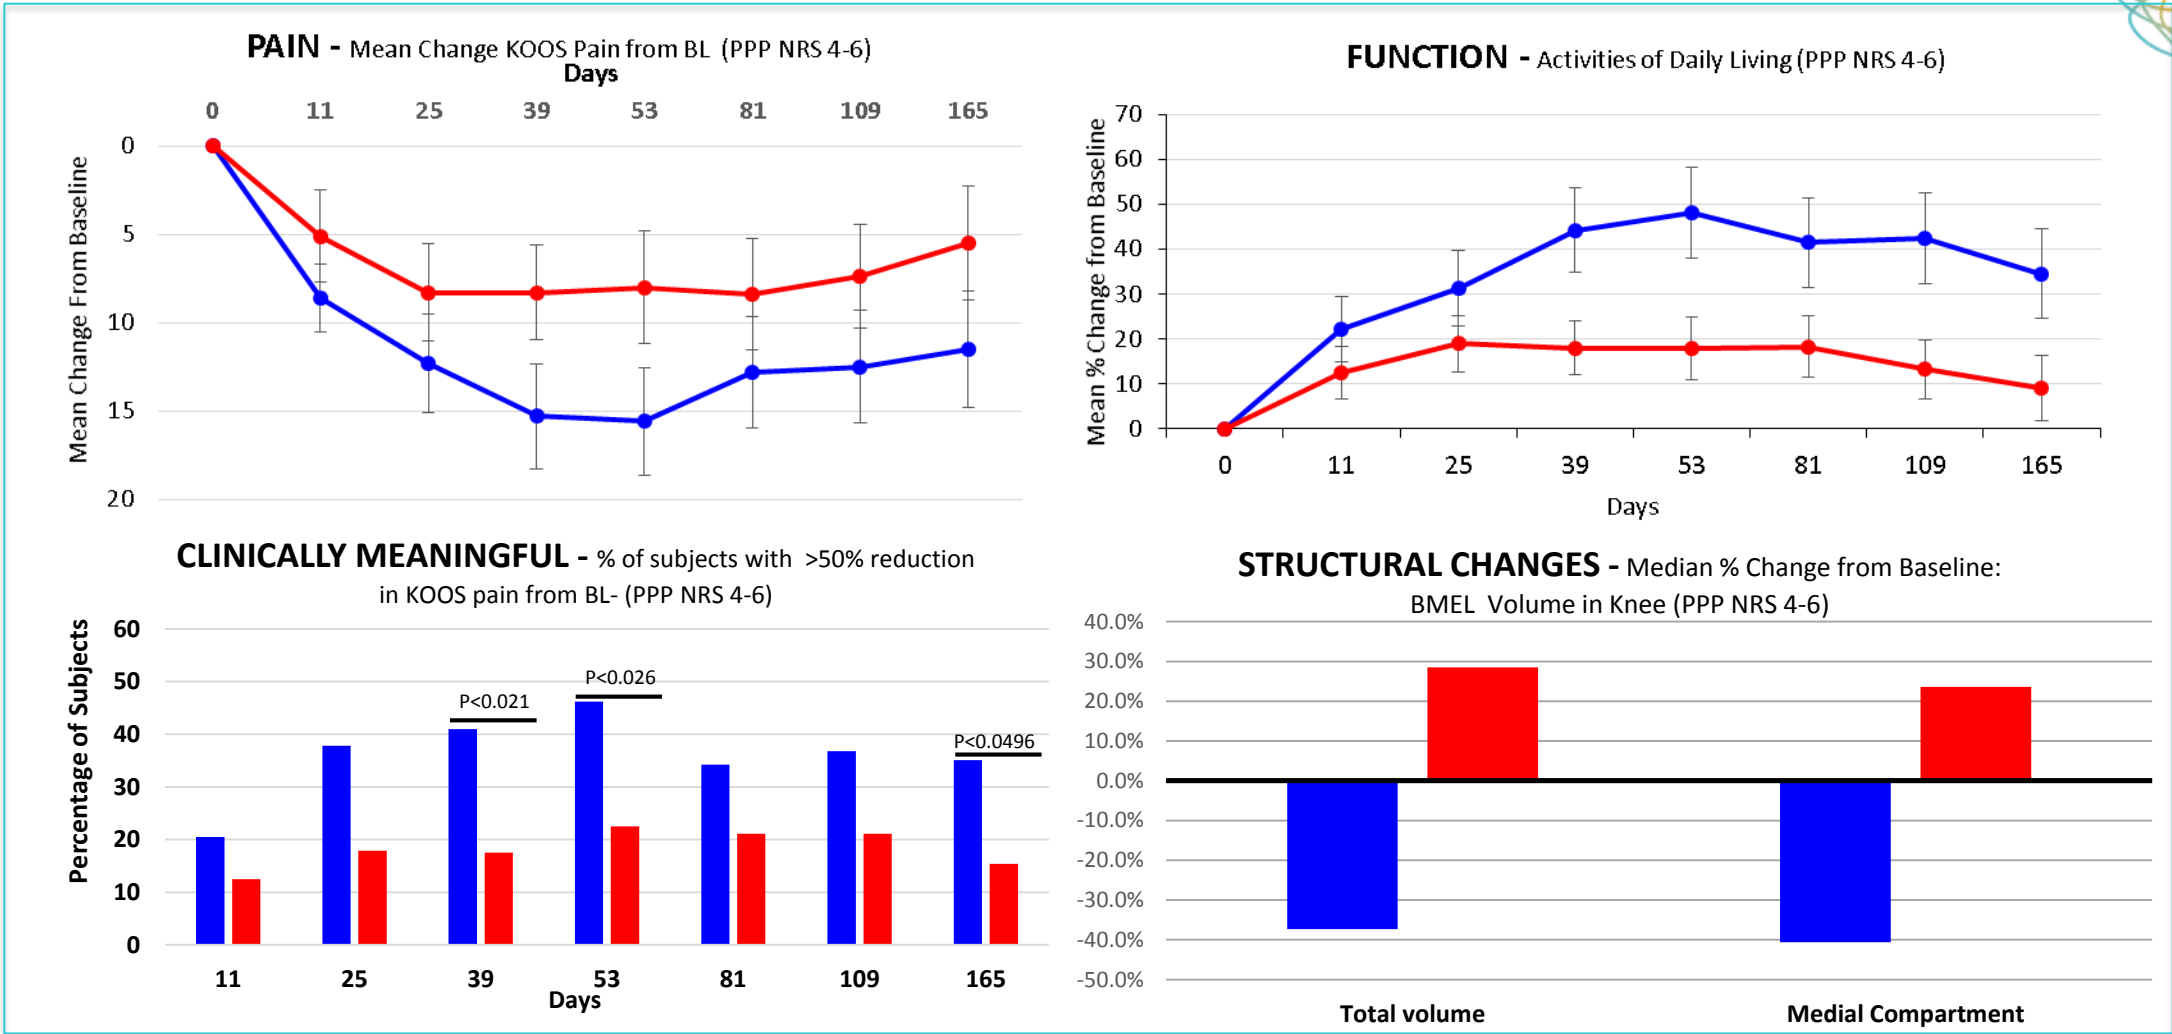 PAIN - Mean Change KOOS Pain from BL (PPP NRS 4-6)
Days
0 11 25 39 53 81 109 165
Mean Change From Baseline
0
5
10
15
20
FUNCTION - Activities of Daily Living (PPP NRS 4-6)
Mean % Change from Baseline
70
60
50
40
30
20
10
0
0 11 25 39 53 81 109 165
Days
CLINICALLY MEANINGFUL - % of subjects with >50% reduction
in KOOS pain from BL- (PPP NRS 4-6)
Percentage of Subjects
60
50
40
30
20
10
0
P<0.021
P<0.026
P<0.0496
11 25 39 53 81 109 165
Days
STRUCTURAL CHANGES - Median % Change from Baseline:
BMEL Volume in Knee (PPP NRS 4-6)
40.0%
30.0%
20.0%
10.0%
0.0%
-10.0%
-20.0%
-30.0%
-40.0%
-50.0%
Total volume Medial Compartment